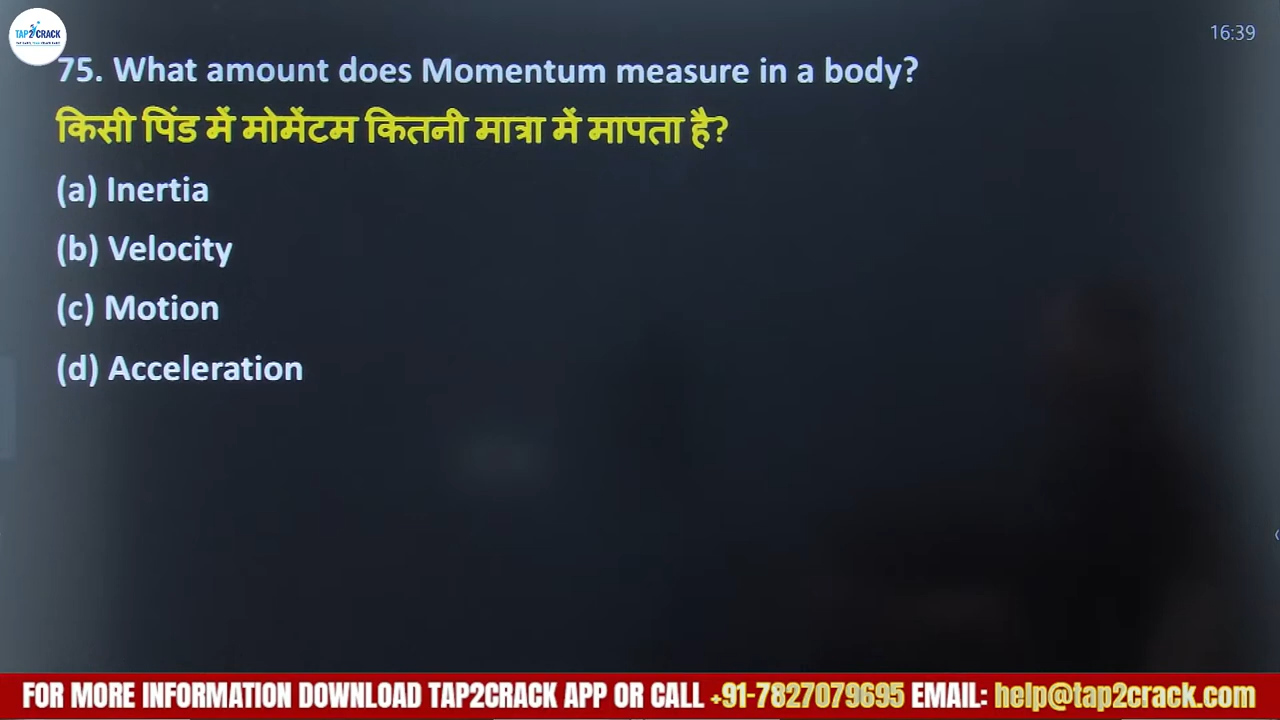 TAP2CRACK
16:39
75. What amount does Momentum measure in a body?
किसी पिंड में मोमेंटम कितनी मात्रा में मापता है?
(a) Inertia
(b) Velocity
(c) Motion
(d) Acceleration
FOR MORE INFORMATION DOWNLOAD TAP2CRACK APP OR CALL +91-7827079695 EMAIL: help@tap2crack.com